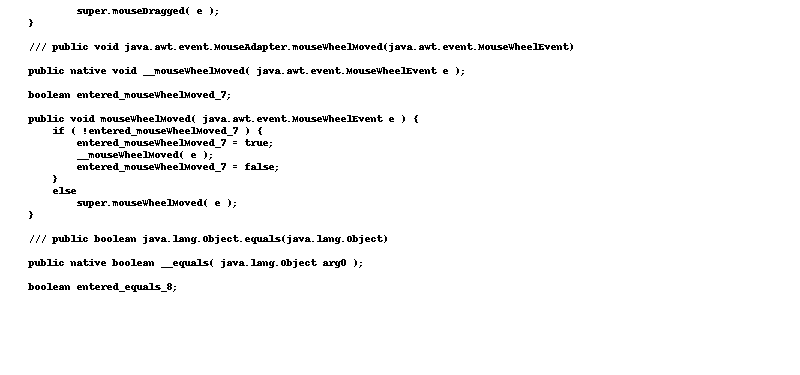 super.mouseDragged( e );
}
/// public void java.awt.event.MouseAdapter.mouseWheelMoved(java.awt.event.MouseWheelEvent)
public native void __mouseWheelMoved( java.awt.event.MouseWheelEvent e );
boolean entered_mouseWheelMoved_7;
public void mouseWheelMoved( java.awt.event.MouseWheelEvent e ) {
if ( !entered_mouseWheelMoved_7 ) {
entered_mouseWheelMoved_7 = true;
__mouseWheelMoved( e );
entered_mouseWheelMoved_7 = false;
}
else
super.mouseWheelMoved( e );
}
/// public boolean java.lang.Object.equals(java.lang.Object)
public native boolean __equals( java.lang.Object arg0 );
boolean entered_equals_8;